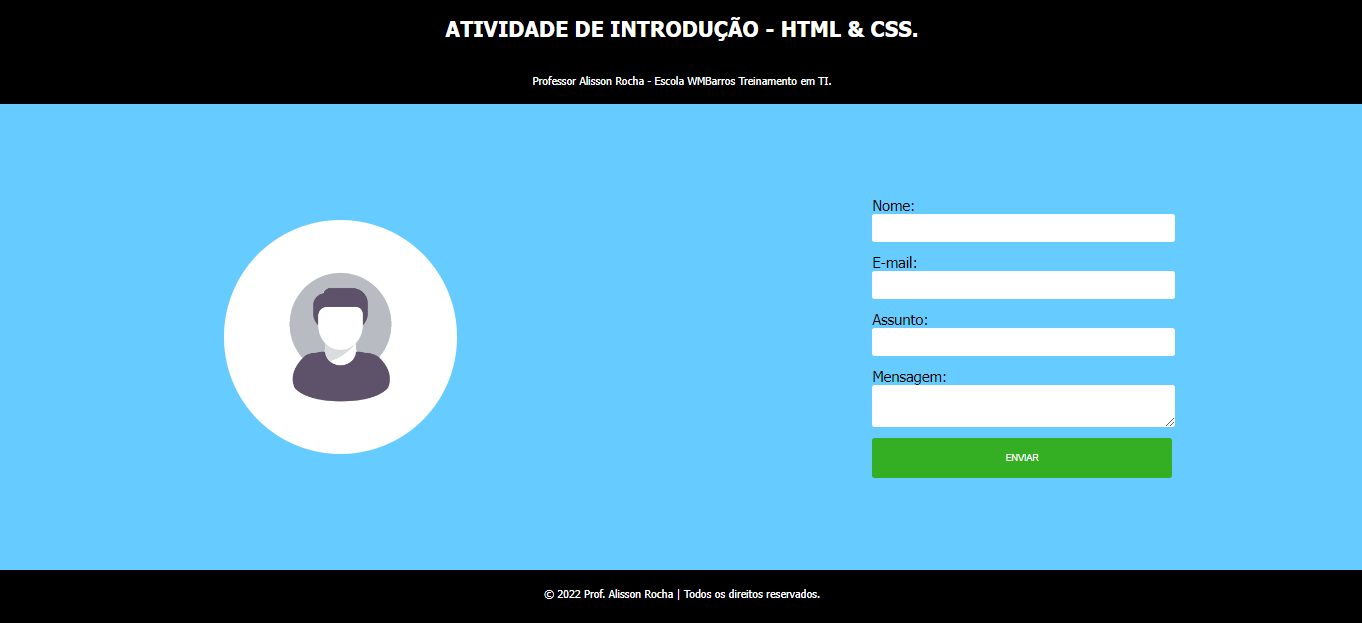 ATIVIDADE DE INTRODUÇÃO - HTML & CSS.
Professor Alisson Rocha - Escola WMBarros Treinamento em TI.
Nome:
E-mail:
Assunto:
Mensagem:
ENVIAR
© 2022 Prof. Alisson Rocha | Todos os direitos reservados.